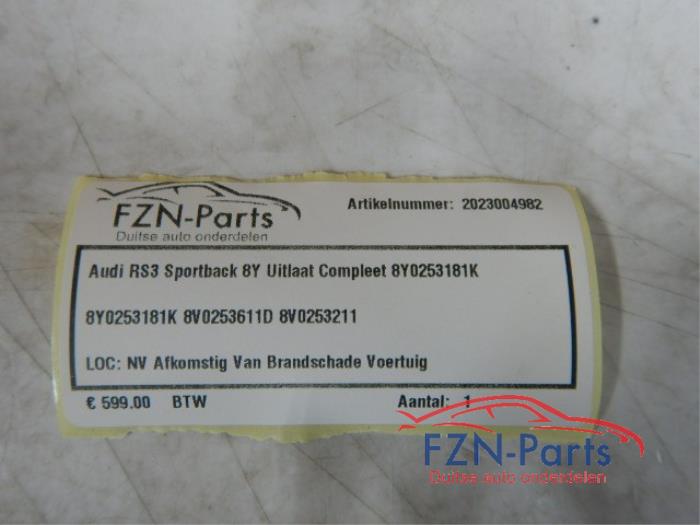 FZN-Parts
Duitse auto onderdelen
Artikelnummer: 2023004982
Audi RS3 Sportback 8Y Uitlaat Compleet 8Y0253181K
8Y0253181K 8V0253611D 8V0253211
LOC: NV Afkomstig Van Brandschade Voertuig
€ 599.00 BTW Aantal: 1
FZN-Parts
Duitse auto onderdelen